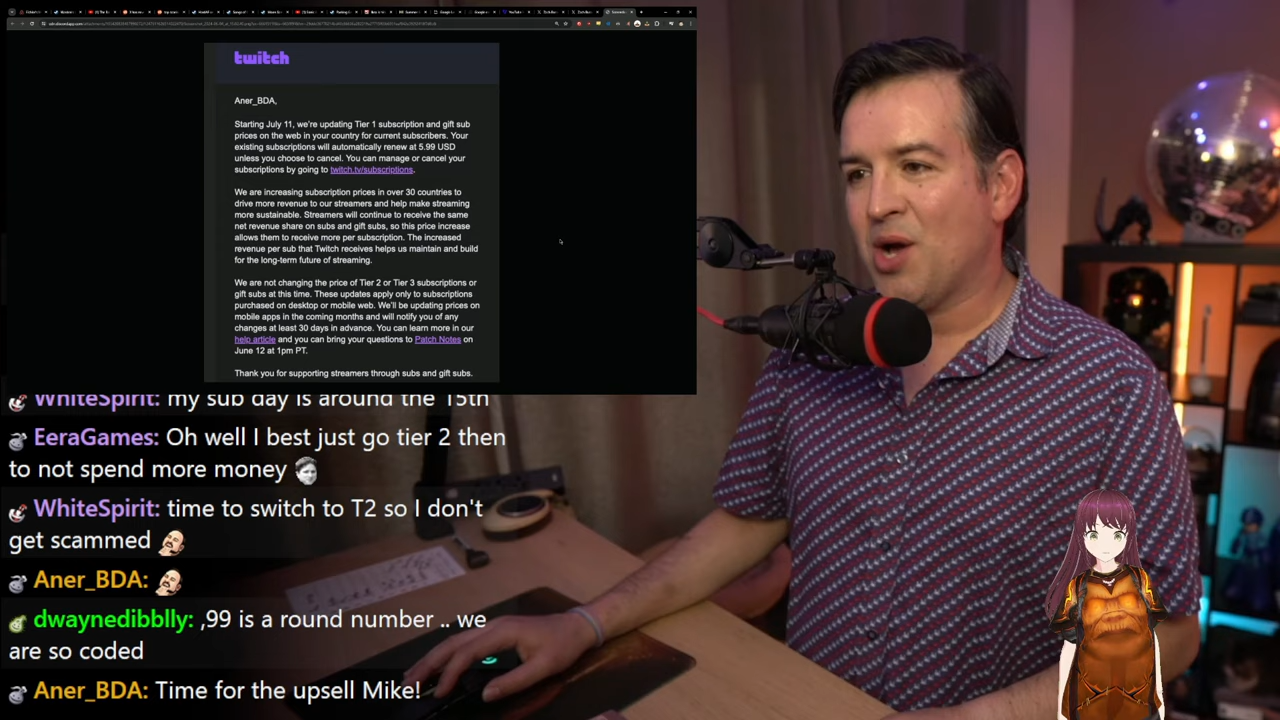 twitch
Aner_BDA,
Starting July 11, we're updating Tier 1 subscription and gift sub
prices on the web in your country for current subscribers. Your
existing subscriptions will automatically renew at 5.99 USD
unless you choose to cancel. You can manage or cancel your
subscriptions by going to twitch.tv/subscriptions.
We are increasing subscription prices in over 30 countries to
drive more revenue to our streamers and help make streaming
more sustainable. Streamers will continue to receive the same
net revenue share on subs and gift subs, so this price increase
allows them to receive more per subscription. The increased
revenue per sub that Twitch receives helps us maintain and build
for the long-term future of streaming.
We are not changing the price of Tier 2 or Tier 3 subscriptions or
gift subs at this time. These updates apply only to subscriptions
purchased on desktop or mobile web. We'll be updating prices on
mobile apps in the coming months and will notify you of any
changes at least 30 days in advance. You can learn more in our
help article and you can bring your questions to Patch Notes on
June 12 at 1pm PT.
Thank you for supporting streamers through subs and gift subs.
WhiteSpirit: my sub day is around the 15th
EeraGames: Oh well I best just go tier 2 then
to not spend more money
WhiteSpirit: time to switch to T2 so I don't
get scammed
Aner_BDA:
dwaynedibblly: ,99 is a round number .. we
are so coded
Aner_BDA: Time for the upsell Mike!